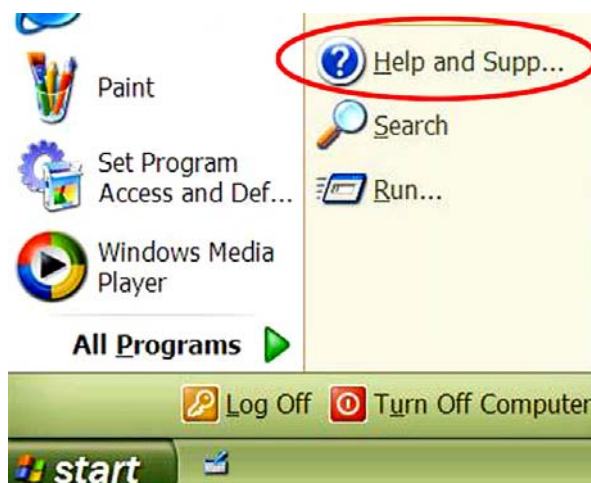 Paint
Set Program
Access and Def...
Windows Media
Player
All Programs
Help and Supp...
Search
Run...
Log Off
Turn Off Computer
start